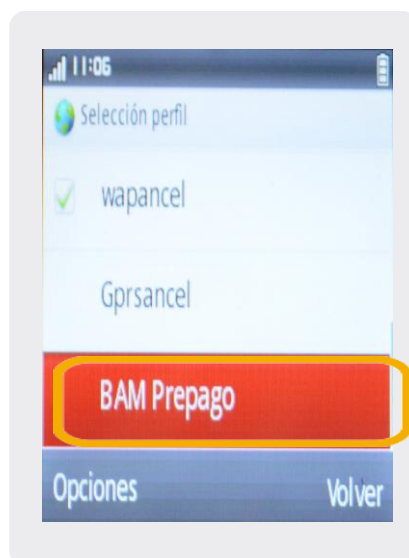 11:06
Selección perfil
wapancel
Gprsancel
BAM Prepago
Opciones Volver